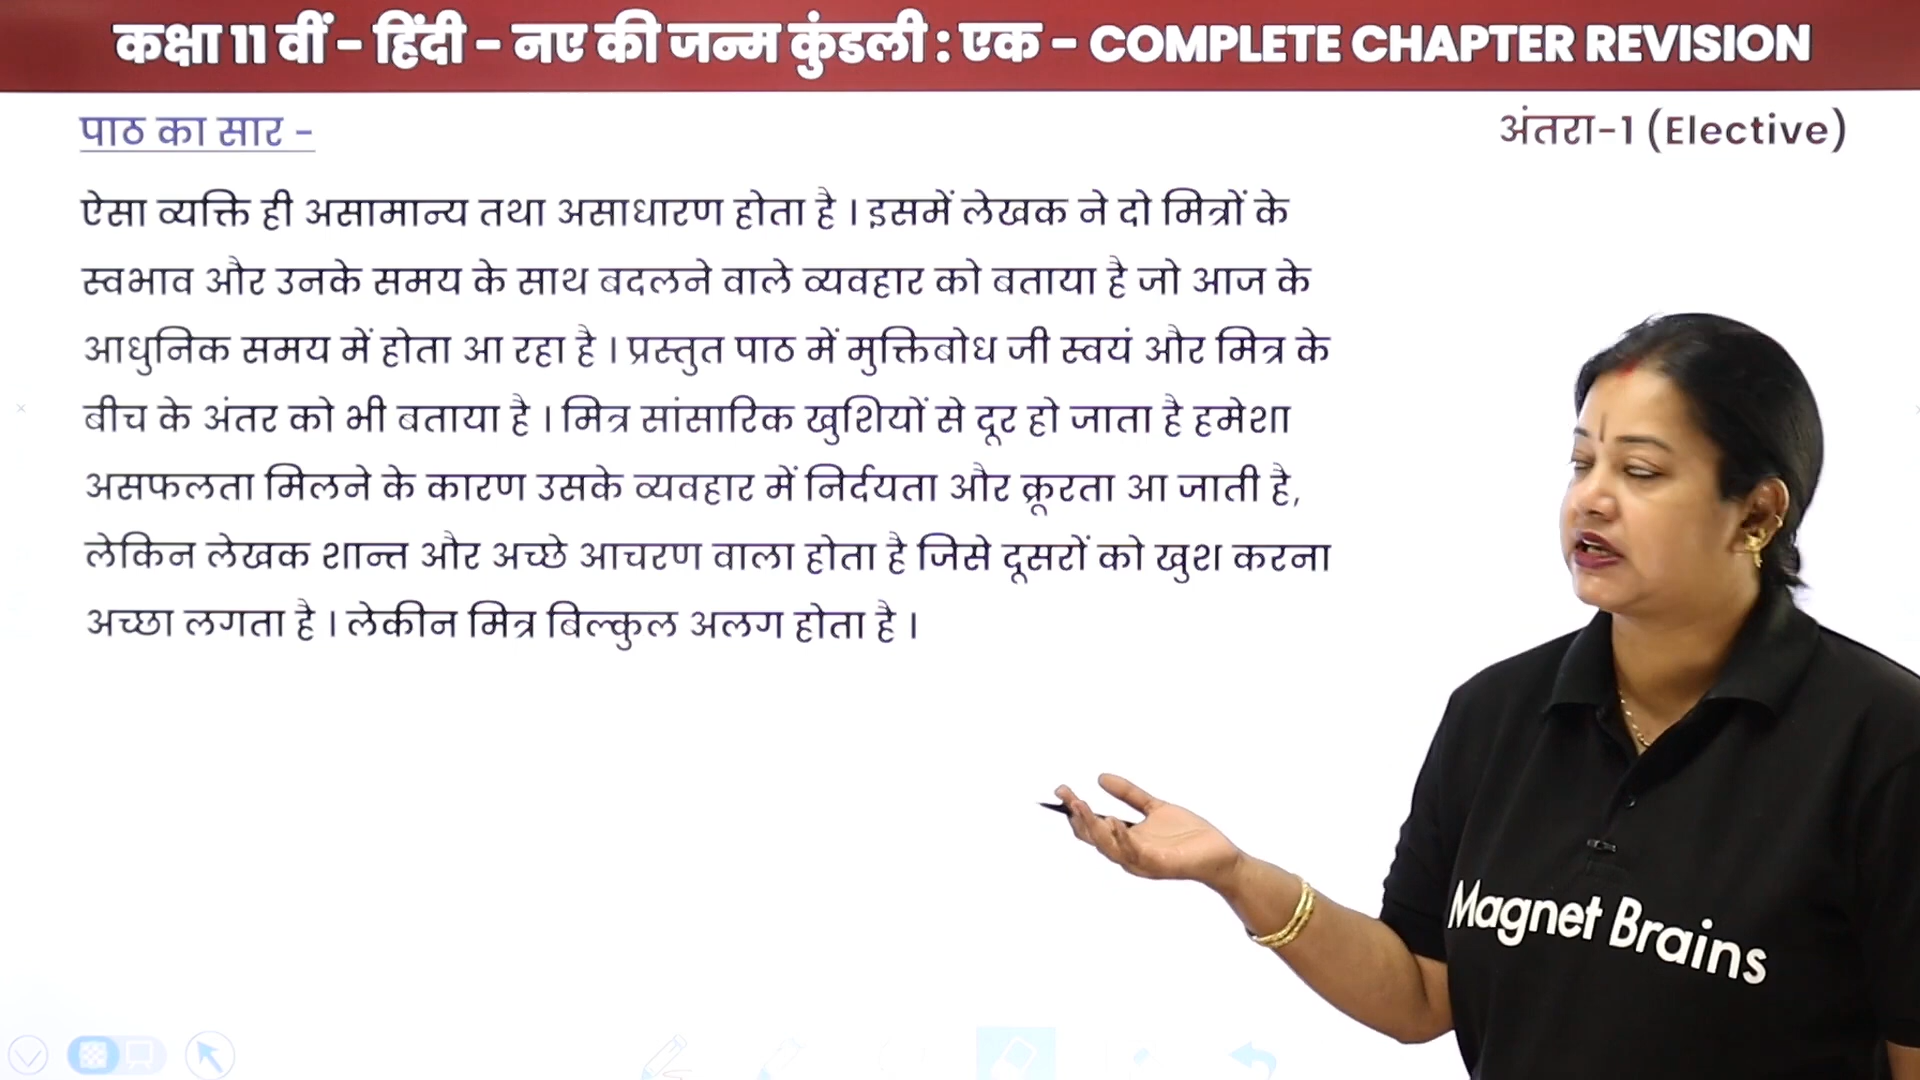 कक्षा 11 वीं - हिंदी - नए की जन्म कुंडली : एक - COMPLETE CHAPTER REVISION
पाठ का सार -
अंतरा-1 (Elective)
ऐसा व्यक्ति ही असामान्य तथा असाधारण होता है । इसमें लेखक ने दो मित्रों के
स्वभाव और उनके समय के साथ बदलने वाले व्यवहार को बताया है जो आज के
आधुनिक समय में होता आ रहा है । प्रस्तुत पाठ में मुक्तिबोध जी स्वयं और मित्र के
बीच के अंतर को भी बताया है । मित्र सांसारिक खुशियों से दूर हो जाता है हमेशा
असफलता मिलने के कारण उसके व्यवहार में निर्दयता और क्रूरता आ जाती है,
लेकिन लेखक शान्त और अच्छे आचरण वाला होता है जिसे दूसरों को खुश करना
अच्छा लगता है । लेकीन मित्र बिल्कुल अलग होता है ।
Magnet Brains